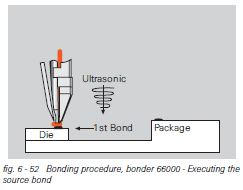 Ultrasonic
1st Bond
Package
Die
fig. 6 - 52 Bonding procedure, bonder 66000 - Executing the
source bond